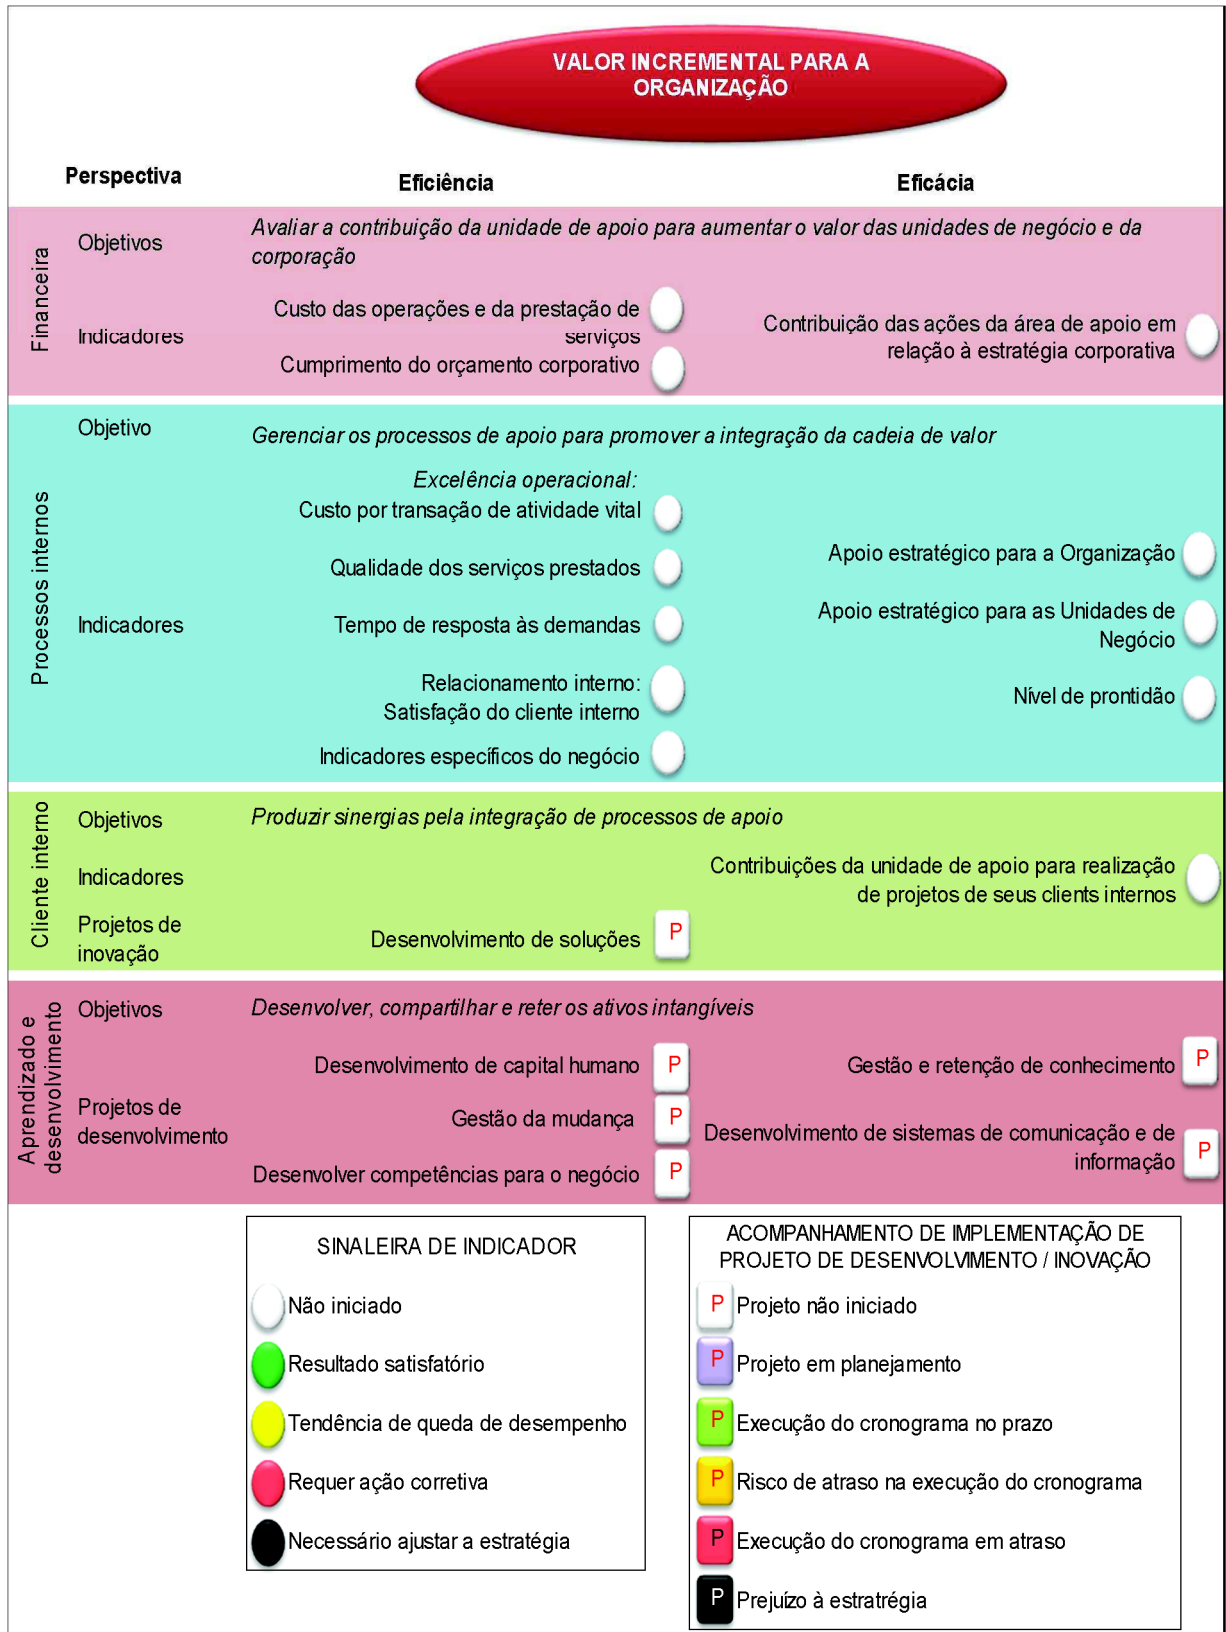 VALOR INCREMENTAL PARA A
ORGANIZAÇÃO
Perspectiva
Eficiência
Eficácia
Financeira
Objetivos
Avaliar a contribuição da unidade de apoio para aumentar o valor das unidades de negócio e da
corporação
Indicadores
Custo das operações e da prestação de
serviços
Cumprimento do orçamento corporativo
Contribuição das ações da área de apoio em
relação à estratégia corporativa
Processos internos
Objetivo
Gerenciar os processos de apoio para promover a integração da cadeia de valor
Indicadores
Excelência operacional:
Custo por transação de atividade vital
Qualidade dos serviços prestados
Tempo de resposta às demandas
Relacionamento interno:
Satisfação do cliente interno
Indicadores específicos do negócio
Apoio estratégico para a Organização
Apoio estratégico para as Unidades de
Negócio
Nível de prontidão
Cliente interno
Objetivos
Produzir sinergias pela integração de processos de apoio
Indicadores
Contribuições da unidade de apoio para realização
de projetos de seus clients internos
Projetos de
inovação
Desenvolvimento de soluções P
Aprendizado e
desenvolvimento
Objetivos
Desenvolver, compartilhar e reter os ativos intangíveis
Projetos de
desenvolvimento
Desenvolvimento de capital humano P
Gestão da mudança P
Desenvolver competências para o negócio P
Gestão e retenção de conhecimento P
Desenvolvimento de sistemas de comunicação e de
informação P
SINALEIRA DE INDICADOR
Não iniciado
Resultado satisfatório
Tendência de queda de desempenho
Requer ação corretiva
Necessário ajustar a estratégia
ACOMPANHAMENTO DE IMPLEMENTAÇÃO DE
PROJETO DE DESENVOLVIMENTO / INOVAÇÃO
P Projeto não iniciado
P Projeto em planejamento
P Execução do cronograma no prazo
P Risco de atraso na execução do cronograma
P Execução do cronograma em atraso
P Prejuízo à estratrégia